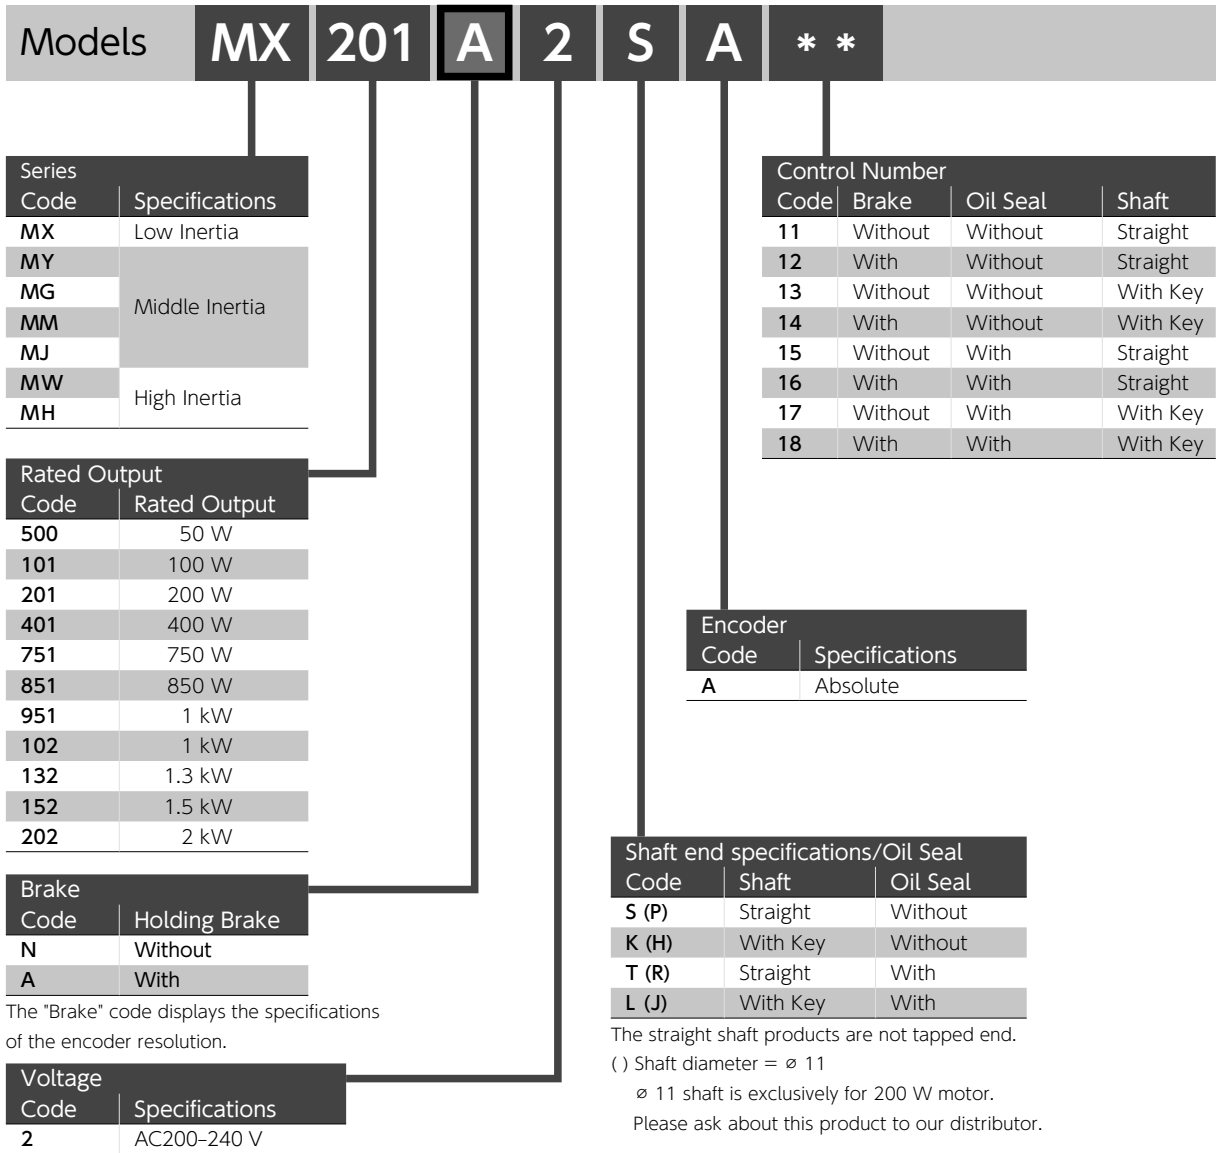 Models MX 201 A 2 S A * *
Series
Code Specifications
MX Low Inertia
MY
MG
MM
MJ
Middle Inertia
MW
MH
High Inertia
Rated Output
Code Rated Output
500 50 W
101 100 W
201 200 W
401 400 W
751 750 W
851 850 W
951 1 kW
102 1 kW
132 1.3 kW
152 1.5 kW
202 2 kW
Brake
Code Holding Brake
N Without
A With
The "Brake" code displays the specifications
of the encoder resolution.
Voltage
Code Specifications
2 AC200–240 V
Control Number
Code Brake Oil Seal Shaft
11 Without Without Straight
12 With Without Straight
13 Without Without With Key
14 With Without With Key
15 Without With Straight
16 With With Straight
17 Without With With Key
18 With With With Key
Encoder
Code Specifications
A Absolute
Shaft end specifications/Oil Seal
Code Shaft Oil Seal
S (P) Straight Without
K (H) With Key Without
T (R) Straight With
L (J) With Key With
The straight shaft products are not tapped end.
( ) Shaft diameter = ø 11
ø 11 shaft is exclusively for 200 W motor.
Please ask about this product to our distributor.